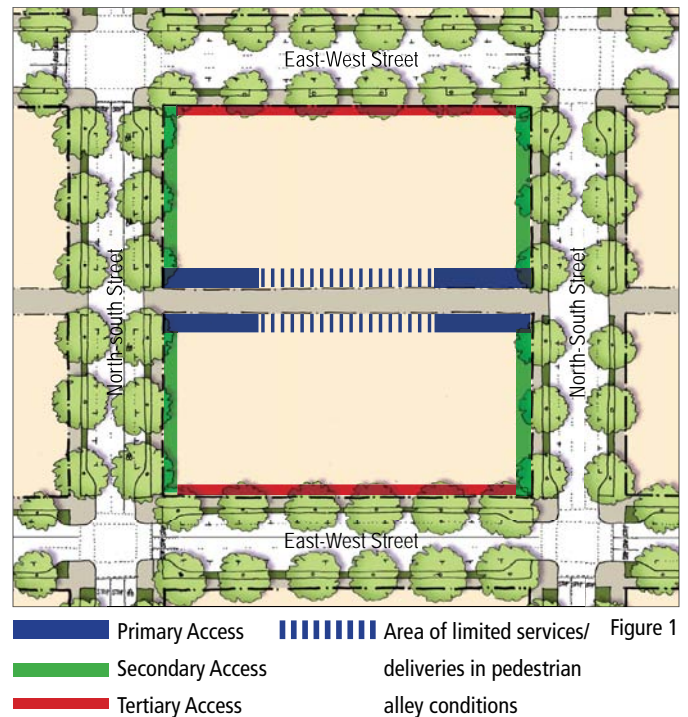 East-West Street
North-south Street
North-South Street
East-West Street
Primary Access
Area of limited services/
Figure 1
Secondary Access
deliveries in pedestrian
Tertiary Access
alley conditions